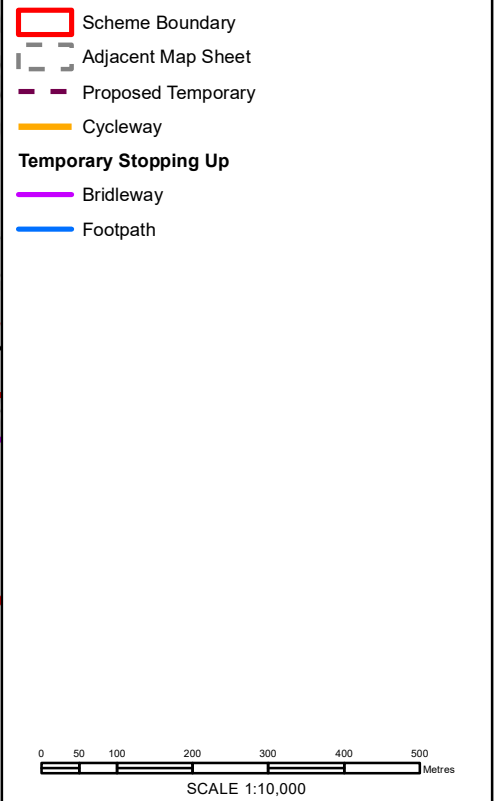 Scheme Boundary
Adjacent Map Sheet
Proposed Temporary
Cycleway
Temporary Stopping Up
Bridleway
Footpath
0 50 100 200 300 400 500
Metres
SCALE 1:10,000